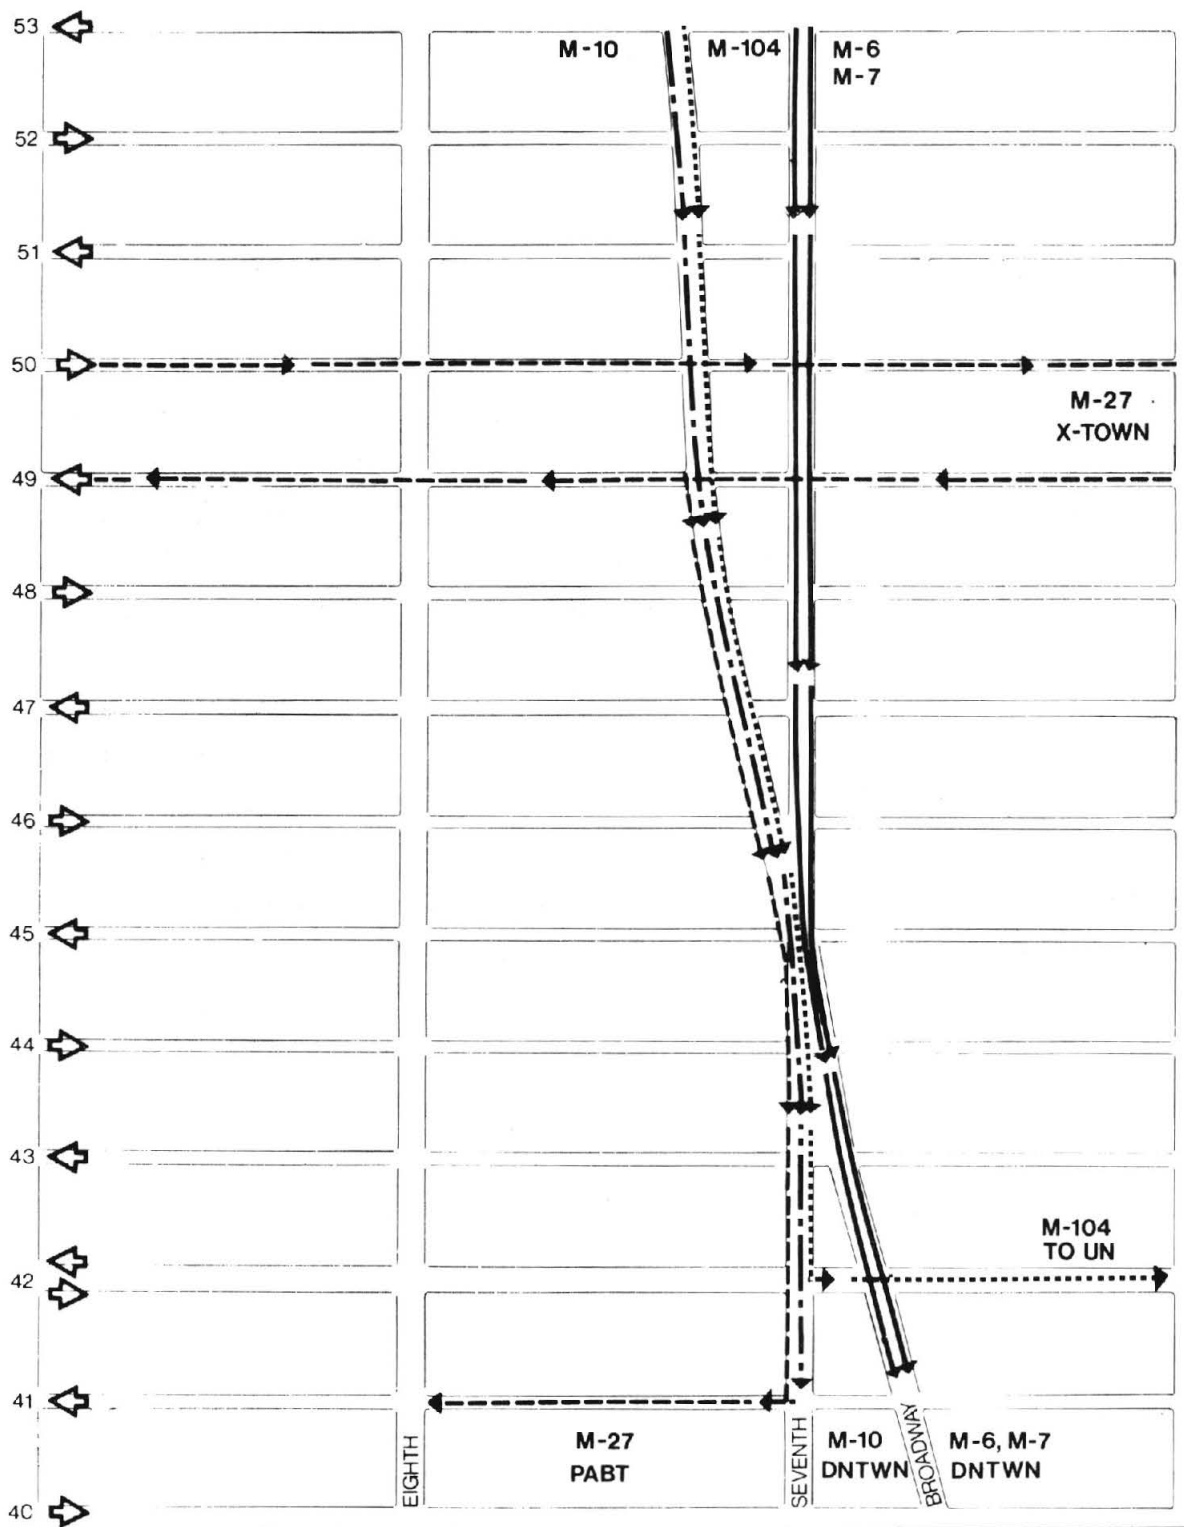 53
M-10
M-104
M-6
M-7
52
51
50
M-27
X-TOWN
49
48
47
46
45
44
43
M-104
TO UN
42
41
M-27
PABT
M-10
DNTWN
M-6, M-7
DNTWN
EIGHTH
SEVENTH
BROADWAY
40